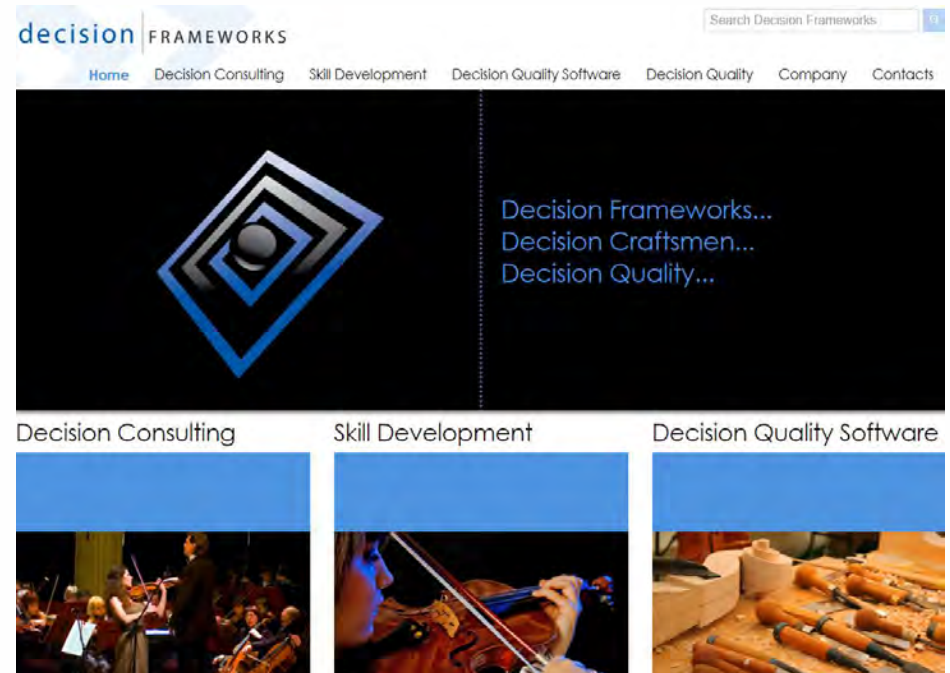 Search Decision Frameworks
decision FRAMEWORKS
Home Decision Consulting Skill Development Decision Quality Software Decision Quality Company Contacts
Decision Frameworks...
Decision Craftsmen...
Decision Quality...
Decision Consulting Skill Development Decision Quality Software